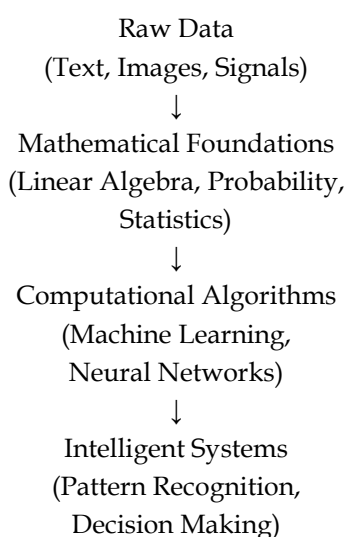 Raw Data
(Text, Images, Signals)
↓
Mathematical Foundations
(Linear Algebra, Probability,
Statistics)
↓
Computational Algorithms
(Machine Learning,
Neural Networks)
↓
Intelligent Systems
(Pattern Recognition,
Decision Making)